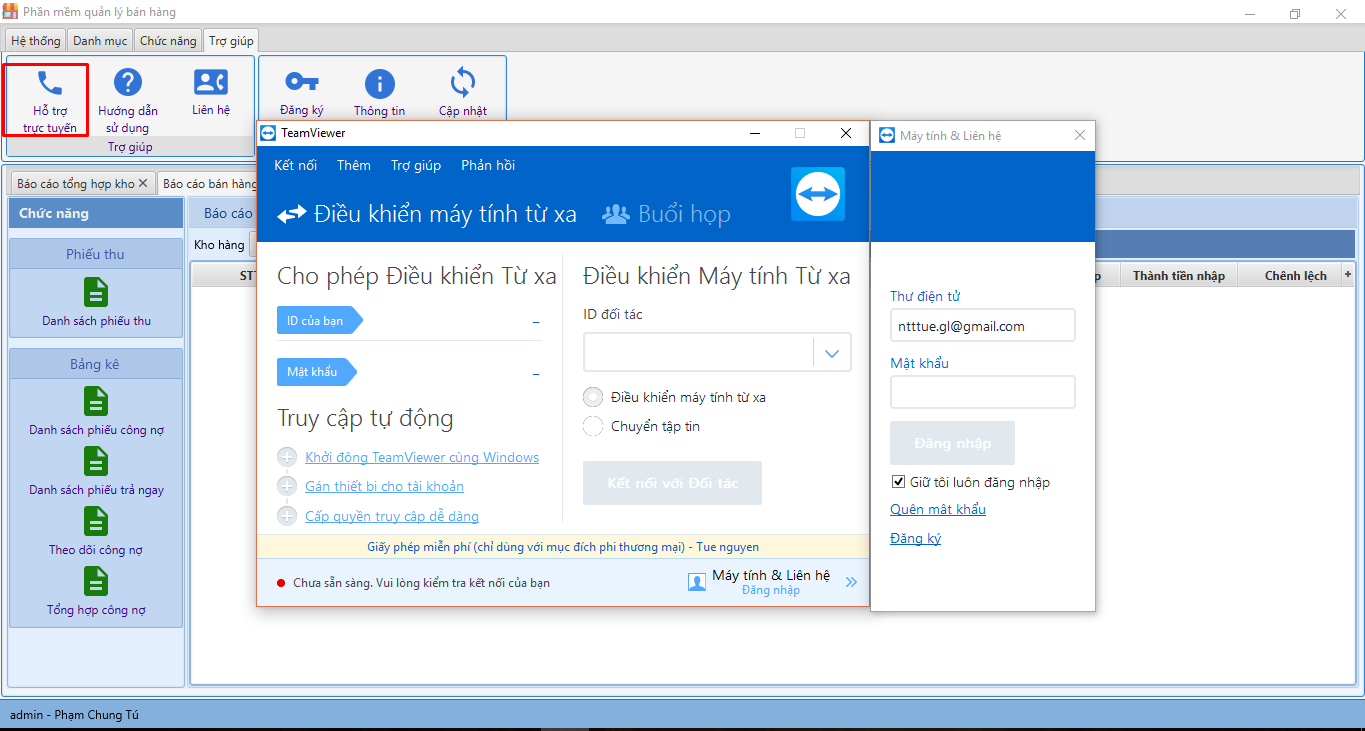 Phần mềm quản lý bán hàng
Hệ thống
Danh mục
Chức năng
Trợ giúp
Hỗ trợ
trực tuyến
Hướng dẫn
sử dụng
Liên hệ
Trợ giúp
Đăng ký
Thông tin
Cập nhật
Báo cáo tổng hợp kho
Báo cáo bán hàng
Chức năng
Phiếu thu
Danh sách phiếu thu
Bảng kê
Danh sách phiếu công nợ
Danh sách phiếu trả ngay
Theo dõi công nợ
Tổng hợp công nợ
Báo cáo
Kho hàng
Thành tiền nhập
Chênh lệch
TeamViewer
Kết nối
Thêm
Trợ giúp
Phản hồi
Điều khiển máy tính từ xa
Buổi họp
Cho phép Điều khiển Từ xa
ID của bạn
–
Mật khẩu
–
Truy cập tự động
Khởi động TeamViewer cùng Windows
Gán thiết bị cho tài khoản
Cấp quyền truy cập dễ dàng
Điều khiển Máy tính Từ xa
ID đối tác
Điều khiển máy tính từ xa
Chuyển tập tin
Kết nối với Đối tác
Giấy phép miễn phí (chỉ dùng với mục đích phi thương mại) - Tue nguyen
Chưa sẵn sàng. Vui lòng kiểm tra kết nối của bạn
Máy tính & Liên hệ
Đăng nhập
Máy tính & Liên hệ
Thư điện tử
ntttue.gl@gmail.com
Mật khẩu
Đăng nhập
Giữ tôi luôn đăng nhập
Quên mật khẩu
Đăng ký
admin - Phạm Chung Tú